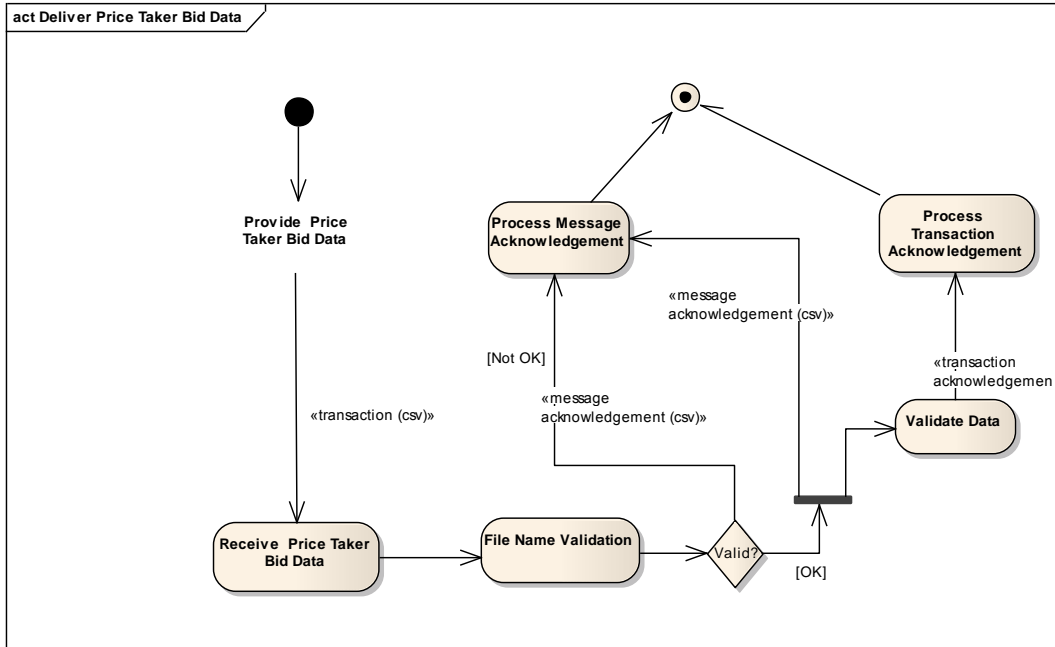 act Deliver Price Taker Bid Data
Provide Price
Taker Bid Data
Process Message
Acknowledgement
Process
Transaction
Acknowledgement
«message
acknowledgement (csv)»
[Not OK]
«transaction
acknowledgemen
«message
acknowledgement (csv)»
«transaction (csv)»
Validate Data
Receive Price Taker
Bid Data
File Name Validation
Valid?
[OK]